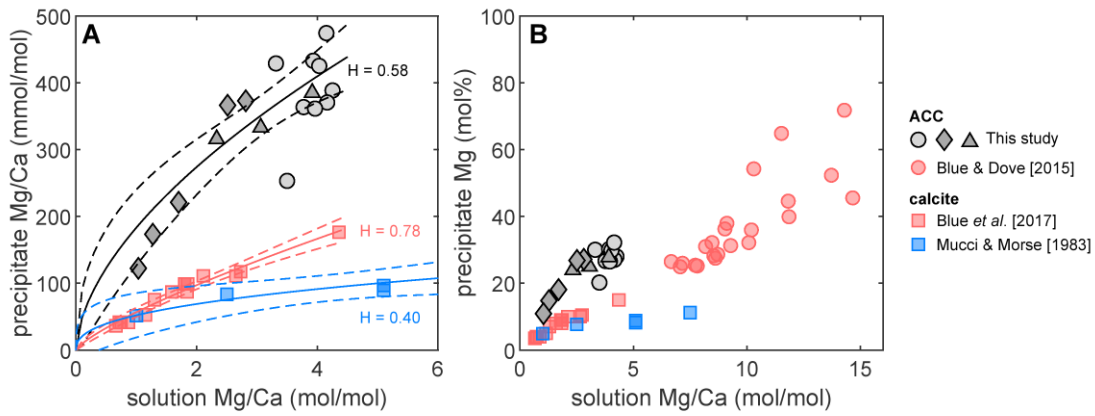 A
precipitate Mg/Ca (mmol/mol)
500
400
300
200
100
0
H = 0.58
H = 0.78
H = 0.40
0 2 4 6
solution Mg/Ca (mol/mol)
B
precipitate Mg (mol%)
100
80
60
40
20
0
0 5 10 15
solution Mg/Ca (mol/mol)
ACC
This study
Blue & Dove [2015]
calcite
Blue et al. [2017]
Mucci & Morse [1983]